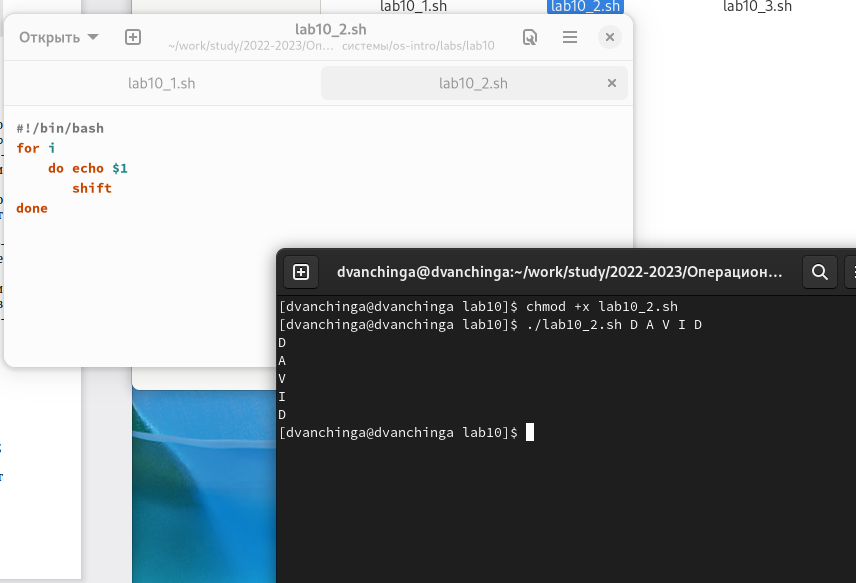 lab10_1.sh
lab10_2.sh
lab10_3.sh
Открыть
lab10_2.sh
~/work/study/2022-2023/Оп… системы/os-intro/labs/lab10
lab10_1.sh
lab10_2.sh
#!/bin/bash
for i
do echo $1
shift
done
dvanchinga@dvanchinga:~/work/study/2022-2023/Операцион…
[dvanchinga@dvanchinga lab10]$ chmod +x lab10_2.sh
[dvanchinga@dvanchinga lab10]$ ./lab10_2.sh D A V I D
D
A
V
I
D
[dvanchinga@dvanchinga lab10]$